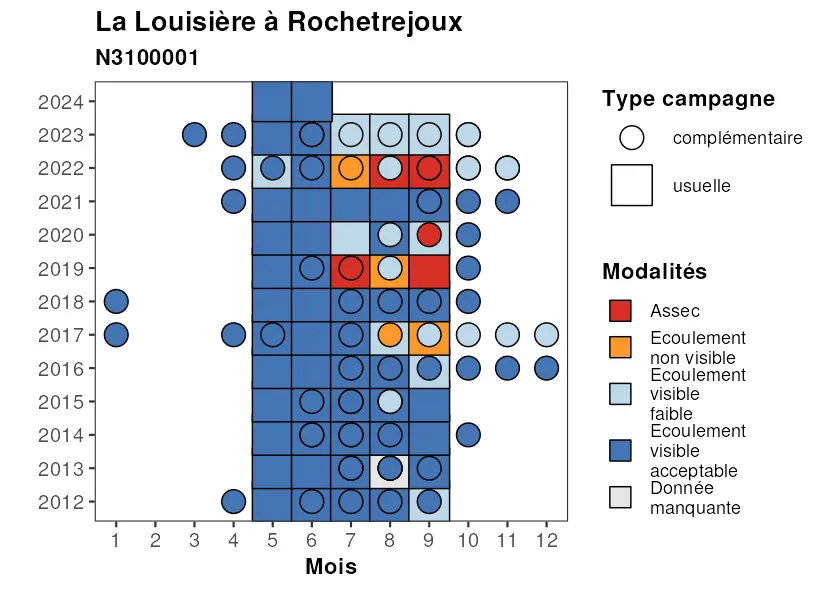 La Louisière à Rochetrejoux
N3100001
2024
2023
2022
2021
2020
2019
2018
2017
2016
2015
2014
2013
2012
1 2 3 4 5 6 7 8 9 10 11 12
Mois
Type campagne
complémentaire
usuelle
Modalités
Assec
Ecoulement
non visible
Ecoulement
visible
faible
Ecoulement
visible
acceptable
Donnée
manquante